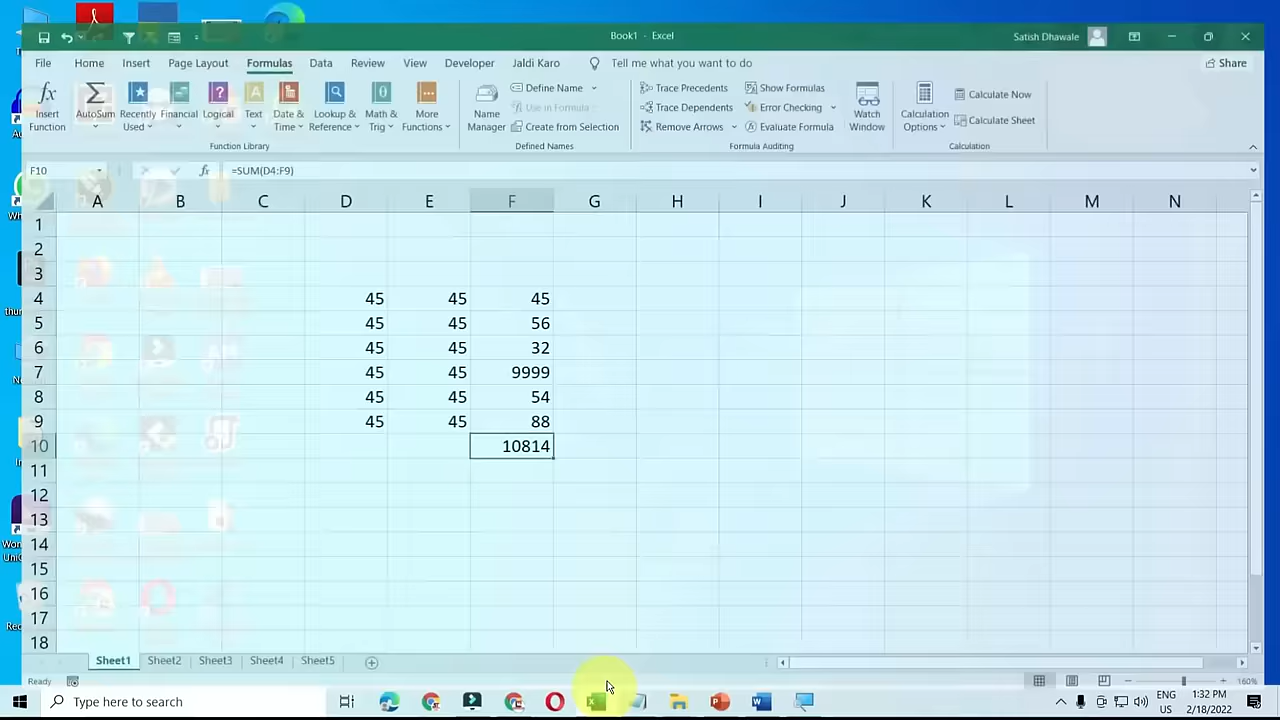 Book1 - Excel
Satish Dhawale
File Home Insert Page Layout Formulas Data Review View Developer Jaldi Karo Tell me what you want to do Share
Insert Function
AutoSum
Recently Used
Financial
Logical
Text
Date & Time
Lookup & Reference
Math & Trig
More Functions
Function Library
Name Manager
Define Name
Use in Formula
Create from Selection
Defined Names
Trace Precedents
Trace Dependents
Remove Arrows
Show Formulas
Error Checking
Evaluate Formula
Formula Auditing
Watch Window
Calculation Options
Calculate Now
Calculate Sheet
Calculation
F10 fx =SUM(D4:F9)
A B C D E F G H I J K L M N
1
2
3
4 45 45 45
5 45 45 56
6 45 45 32
7 45 45 9999
8 45 45 54
9 45 45 88
10 10814
11
12
13
14
15
16
17
18
Sheet1 Sheet2 Sheet3 Sheet4 Sheet5
Ready
160%
Type here to search
ENG
US
1:32 PM
2/18/2022